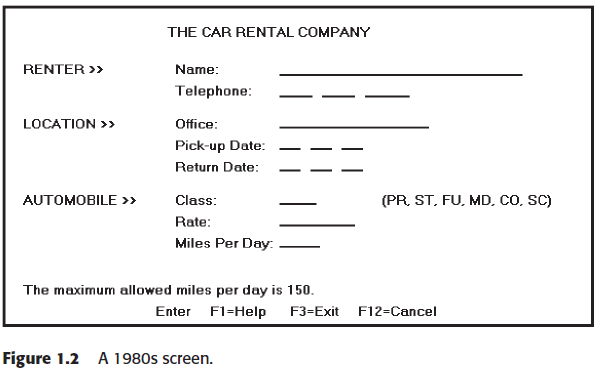 THE CAR RENTAL COMPANY
RENTER >> Name:
Telephone:
LOCATION >> Office:
Pick-up Date:
Return Date:
AUTOMOBILE >> Class: (PR, ST, FU, MD, CO, SC)
Rate:
Miles Per Day:
The maximum allowed miles per day is 150.
Enter F1=Help F3=Exit F12=Cancel
Figure 1.2 A 1980s screen.